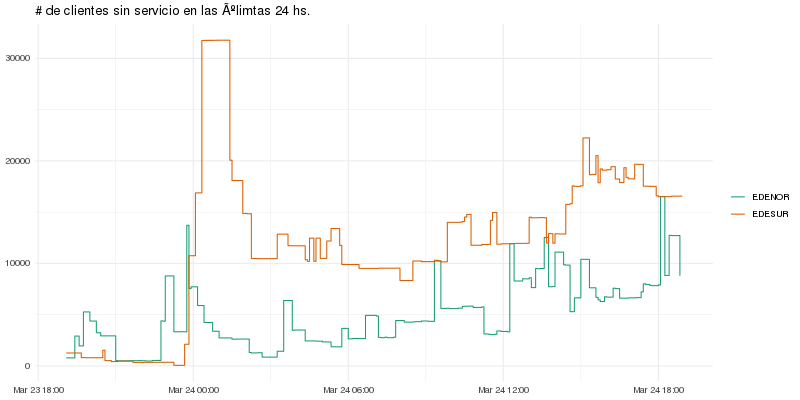 # de clientes sin servicio en las Ãºlimtas 24 hs.
30000
20000
10000
0
Mar 23 18:00
Mar 24 00:00
Mar 24 06:00
Mar 24 12:00
Mar 24 18:00
EDENOR
EDESUR